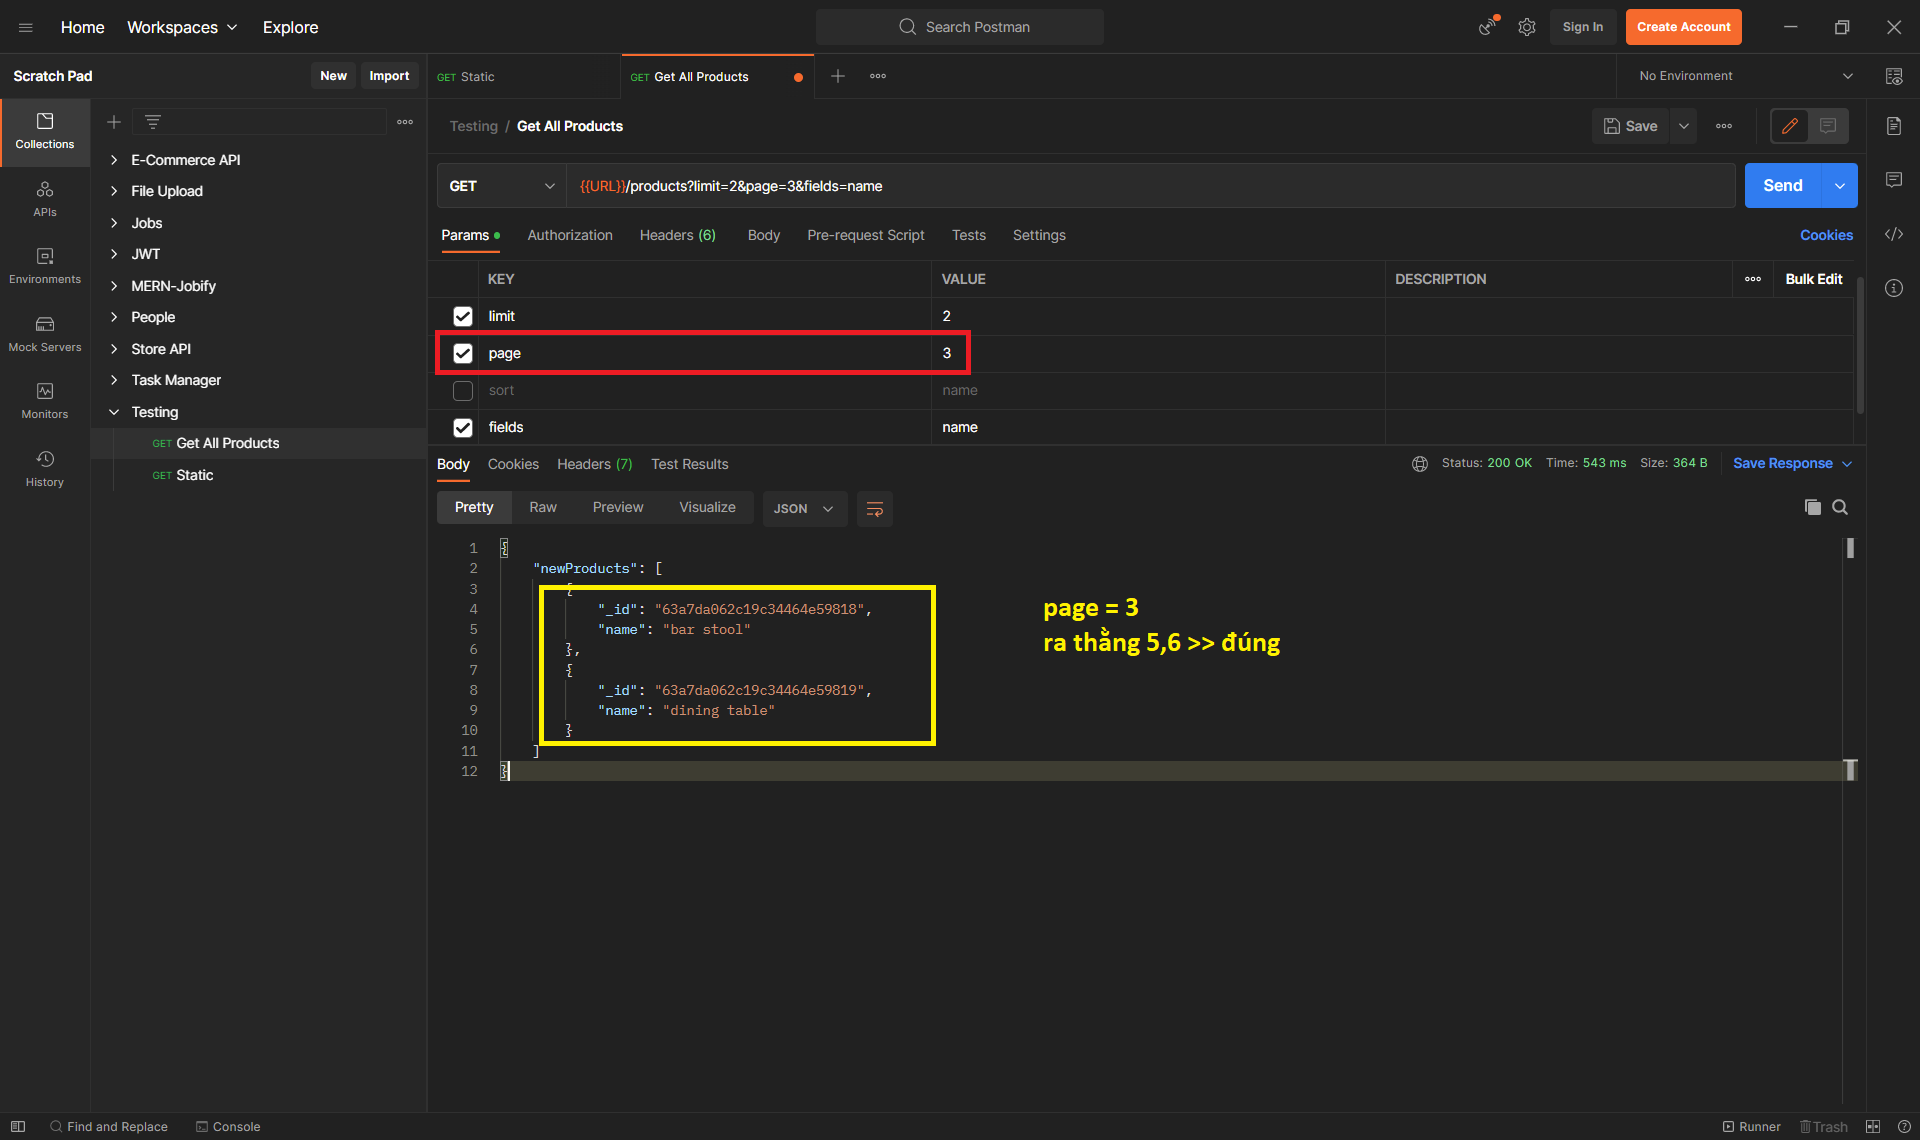 Home Workspaces Explore Search Postman Sign In Create Account
Scratch Pad New Import GET Static GET Get All Products No Environment
Collections
APIs
Environments
Mock Servers
Monitors
History
E-Commerce API
File Upload
Jobs
JWT
MERN-Jobify
People
Store API
Task Manager
Testing
GET Get All Products
GET Static
Testing / Get All Products Save
GET {{URL}}/products?limit=2&page=3&fields=name Send
Params Authorization Headers (6) Body Pre-request Script Tests Settings Cookies
KEY VALUE DESCRIPTION Bulk Edit
limit 2
page 3
sort name
fields name
Body Cookies Headers (7) Test Results Status: 200 OK Time: 543 ms Size: 364 B Save Response
Pretty Raw Preview Visualize JSON
1 {
2 "newProducts": [
3 {
4 "_id": "63a7da062c19c34464e59818",
5 "name": "bar stool"
6 },
7 {
8 "_id": "63a7da062c19c34464e59819",
9 "name": "dining table"
10 }
11 ]
12 }
page = 3
ra thằng 5,6 >> đúng
Find and Replace Console Runner Trash